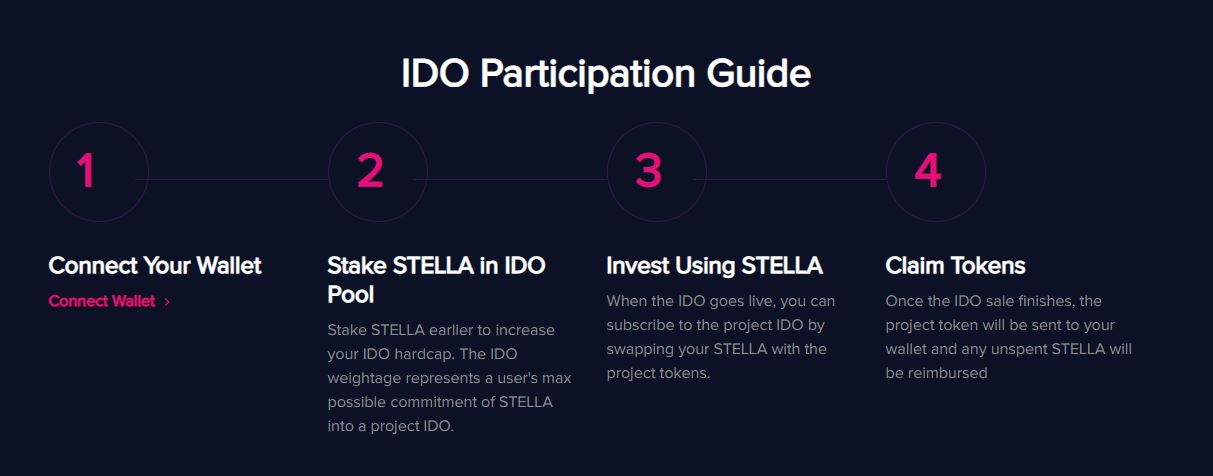 IDO Participation Guide
1
2
3
4
Connect Your Wallet
Connect Wallet >
Stake STELLA in IDO
Pool
Stake STELLA earlier to increase
your IDO hardcap. The IDO
weightage represents a user's max
possible commitment of STELLA
into a project IDO.
Invest Using STELLA
When the IDO goes live, you can
subscribe to the project IDO by
swapping your STELLA with the
project tokens.
Claim Tokens
Once the IDO sale finishes, the
project token will be sent to your
wallet and any unspent STELLA will
be reimbursed